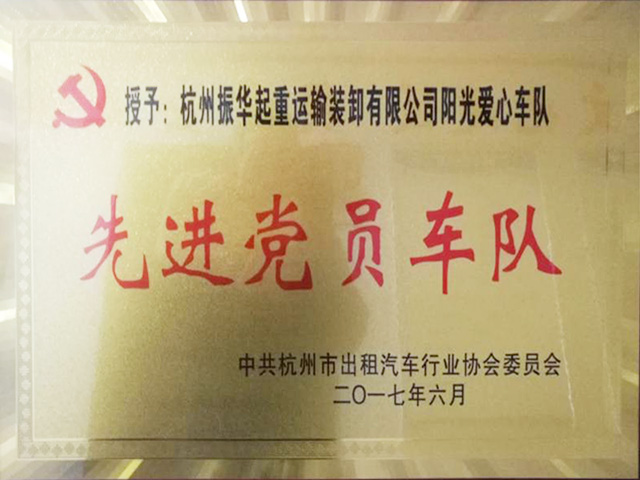 授予：杭州振华起重运输装卸有限公司阳光爱心车队
先进党员车队
中共杭州市出租汽车行业协会委员会
二〇一七年六月